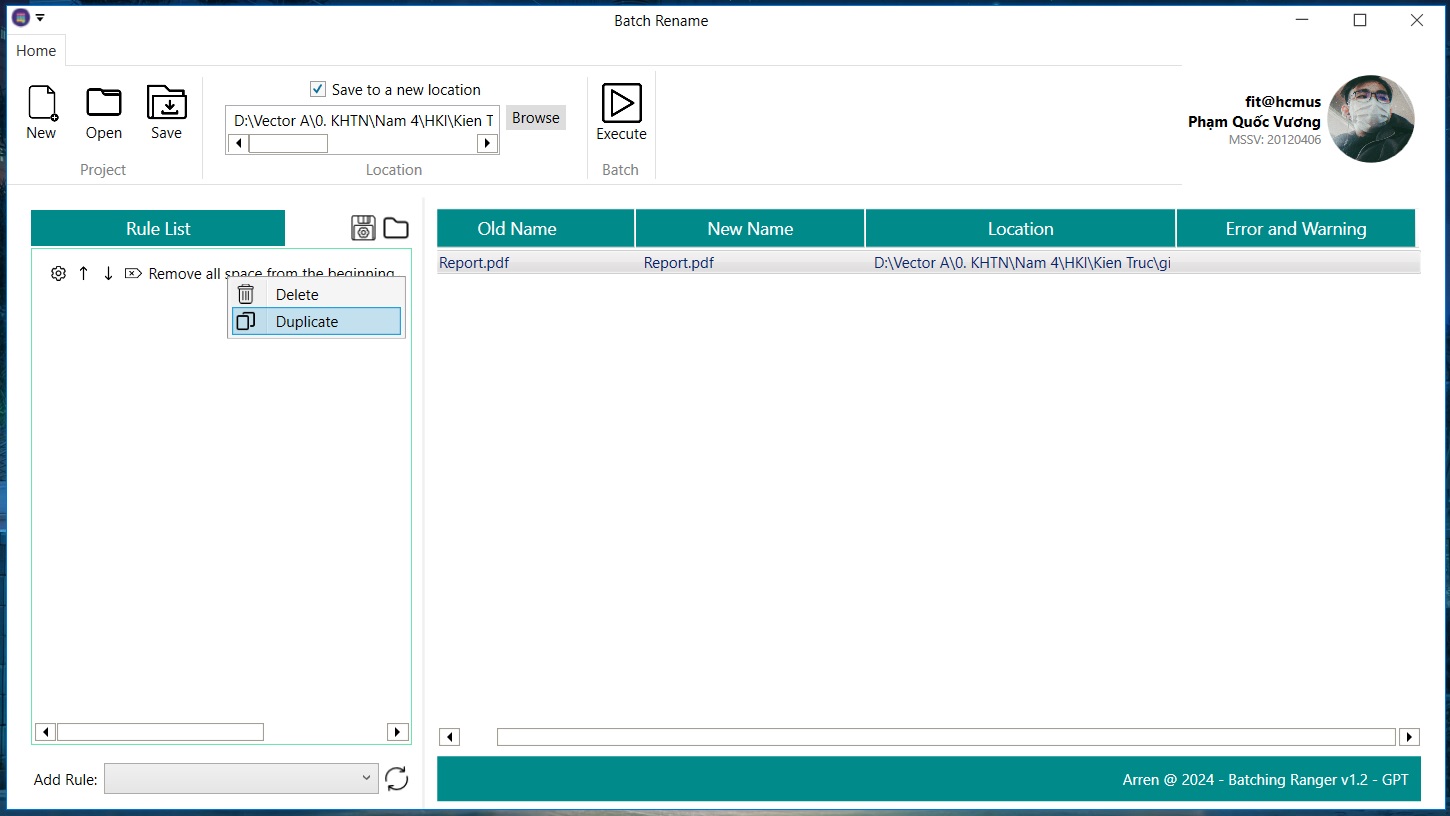 Batch Rename
Home
New
Open
Save
Project
Save to a new location
D:\Vector A\0. KHTN\Nam 4\HKI\Kien T
Browse
Location
Execute
Batch
fit@hcmus
Phạm Quốc Vương
MSSV: 20120406
Rule List
Remove all space from the beginning
Delete
Duplicate
Add Rule:
Old Name
New Name
Location
Error and Warning
Report.pdf
Report.pdf
D:\Vector A\0. KHTN\Nam 4\HKI\Kien Truc\gi
Arren @ 2024 - Batching Ranger v1.2 - GPT